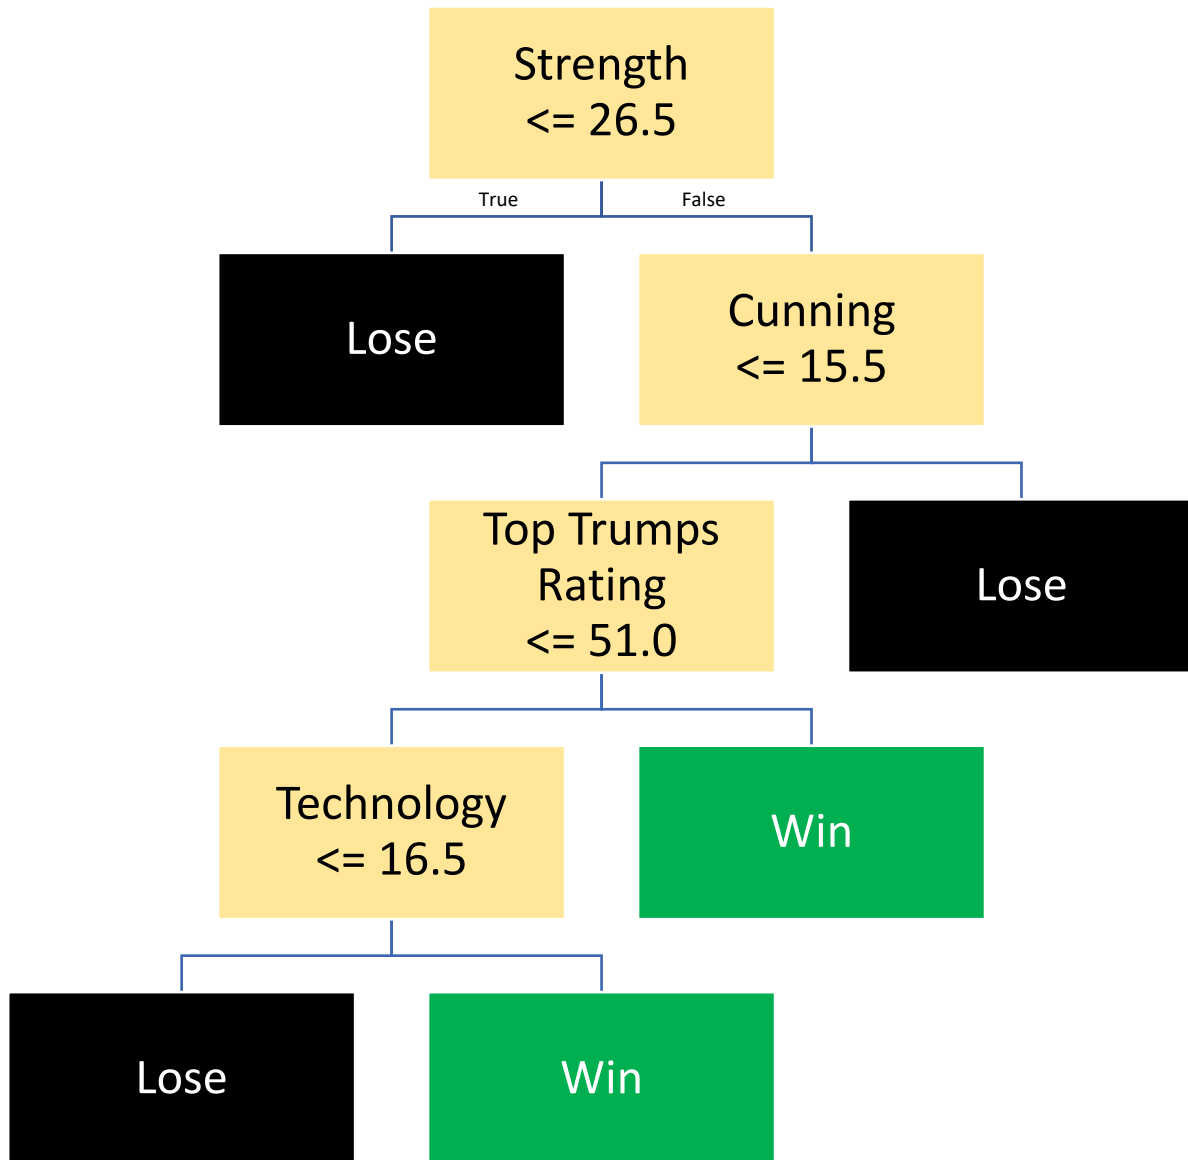 Strength
<= 26.5
True
False
Lose
Cunning
<= 15.5
Top Trumps
Rating
<= 51.0
Lose
Technology
<= 16.5
Win
Lose
Win